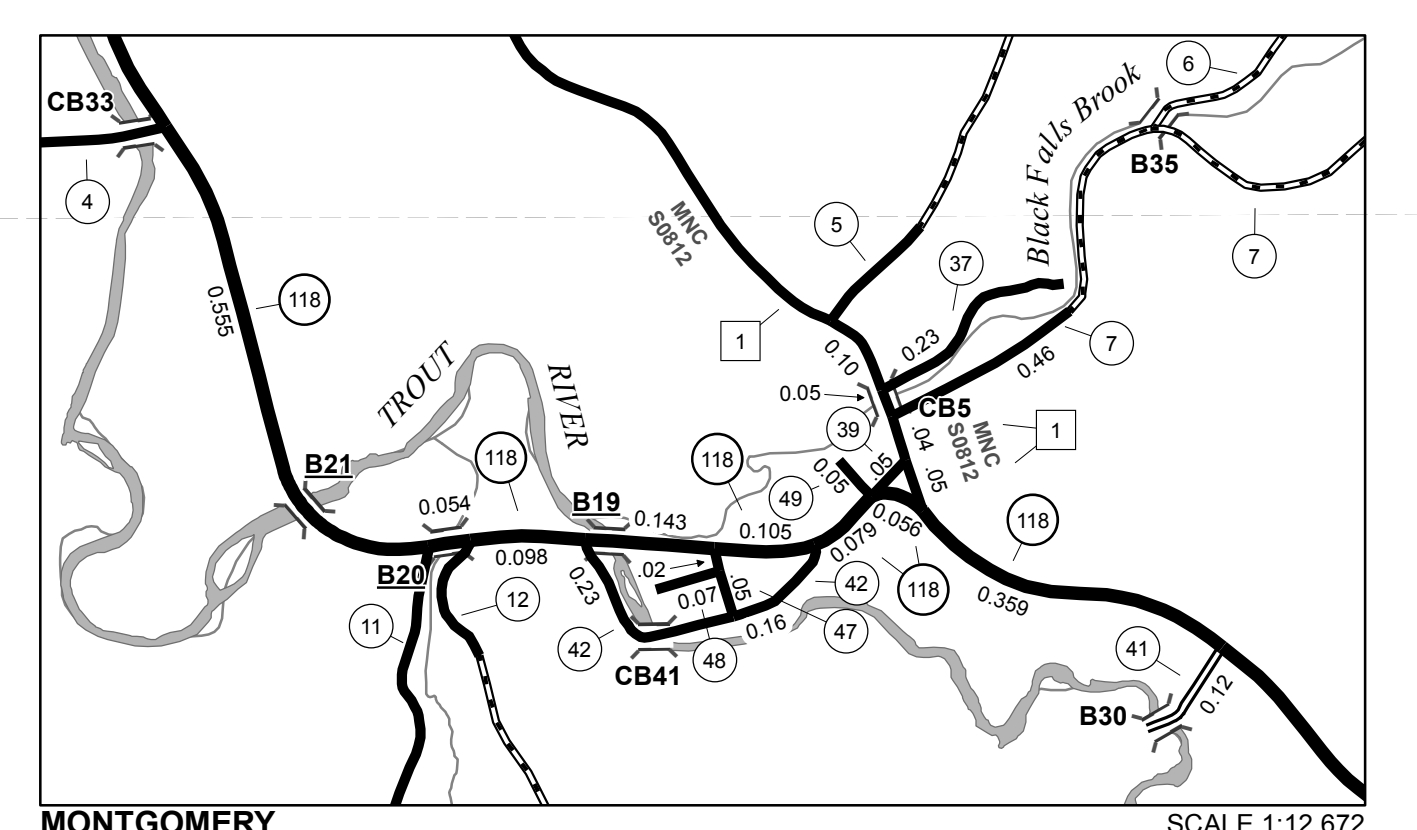 CB33
4
118
0.555
MNC
S0812
5
37
Black Falls Brook
6
B35
7
1
0.10
0.23
0.46
7
0.05
CB5
39
.04
MNC
S0812
1
TROUT
RIVER
B21
118
0.054
B19
0.143
118
0.105
49
0.05
.05
.05
0.056
0.079
118
118
0.359
B20
0.098
12
11
0.23
.02
0.07
.05
42
47
0.16
42
48
CB41
41
0.12
B30
MONTGOMERY
SCALE 1:12,672